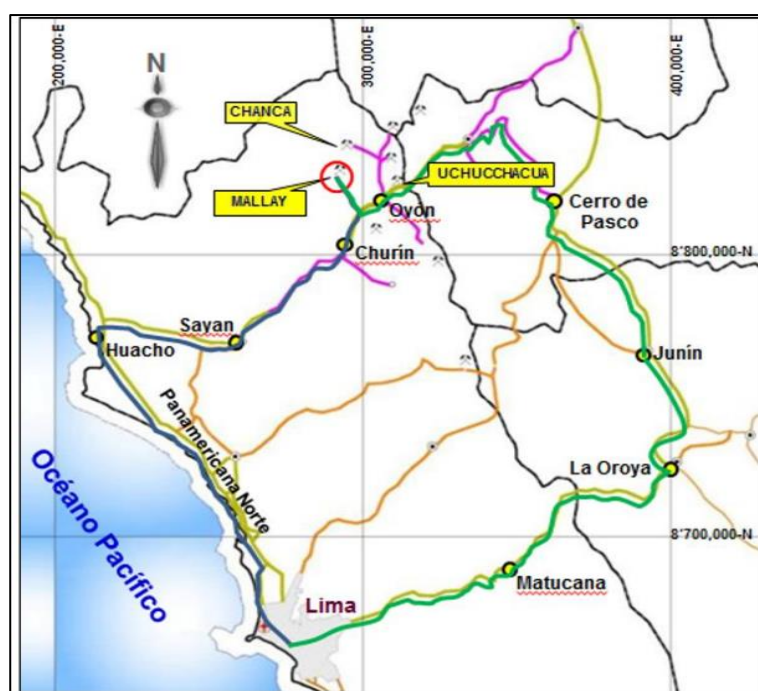 200,000-E
300,000-E
400,000-E
N
CHANCA
UCHUCCHACUA
MALLAY
Oyón
Cerro de
Pasco
Churín
8'800,000-N
Sayan
Huacho
Junín
Panamericana Norte
La Oroya
Océano Pacífico
8'700,000-N
Matucana
Lima